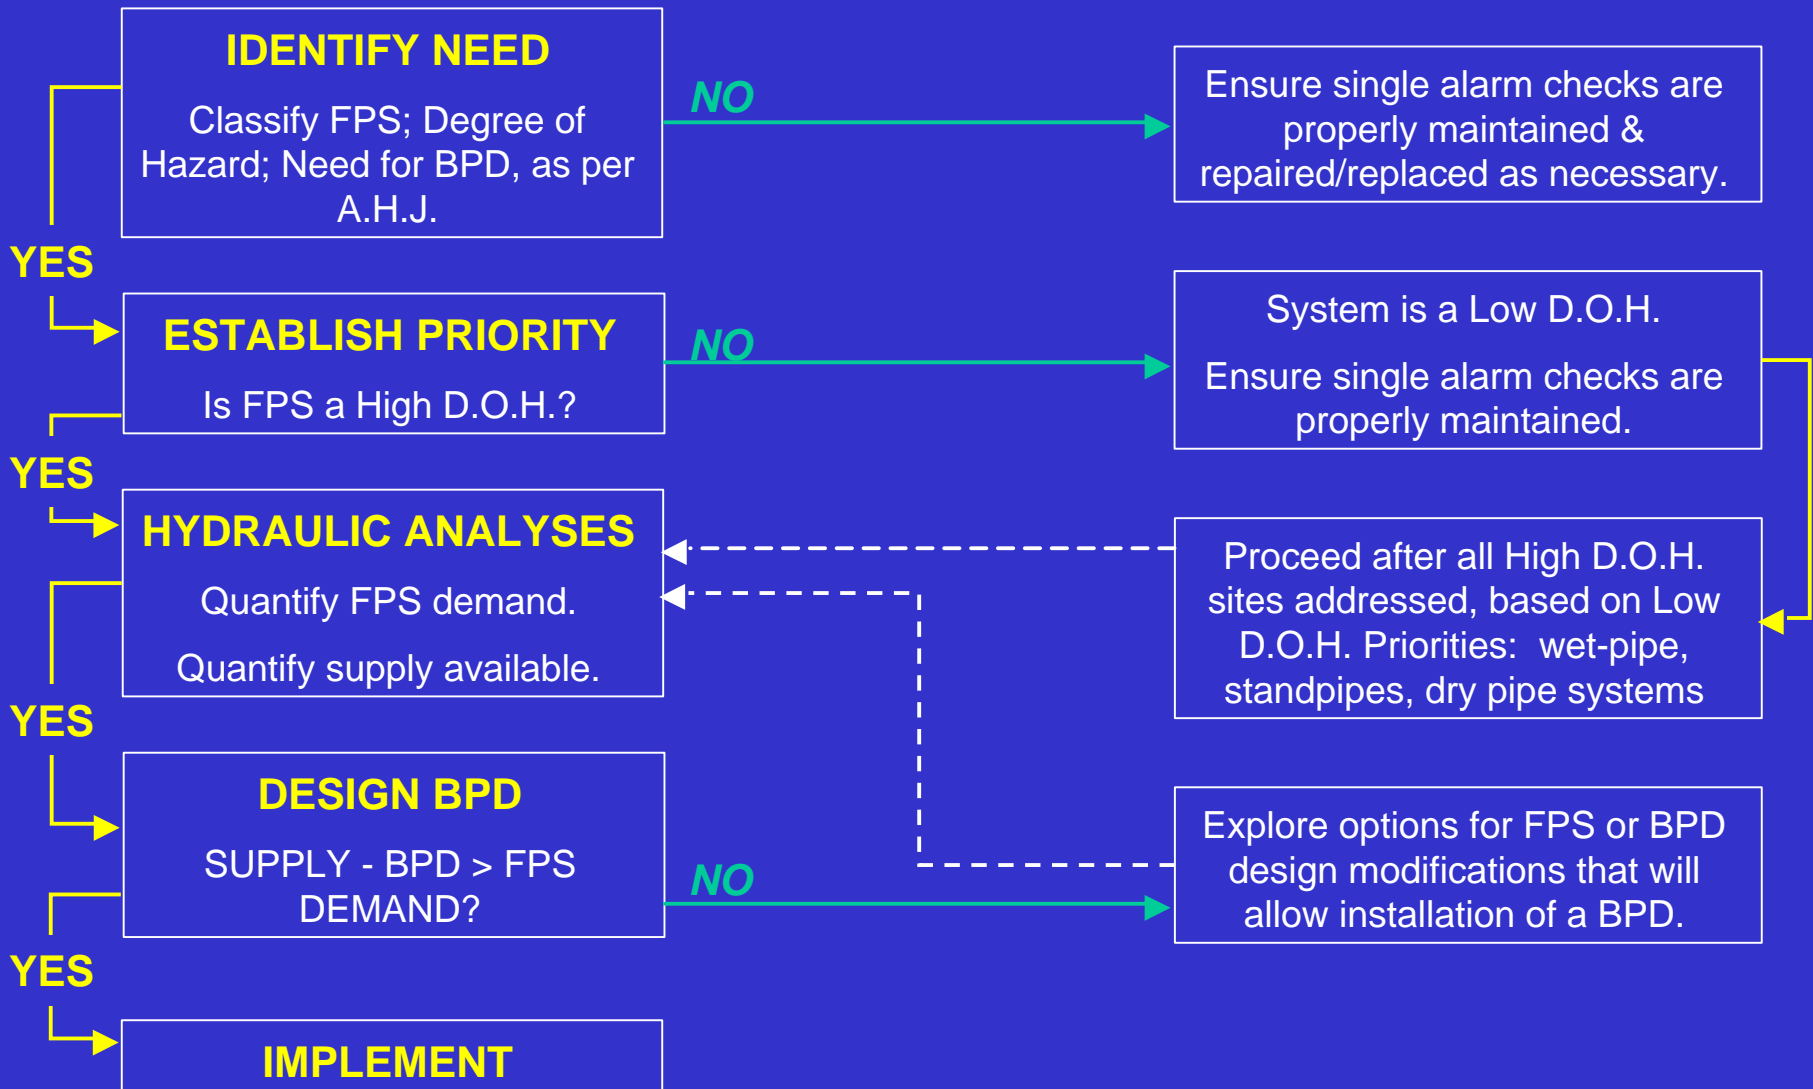 IDENTIFY NEED
Classify FPS; Degree of
Hazard; Need for BPD, as per
A.H.J.
NO
Ensure single alarm checks are
properly maintained &
repaired/replaced as necessary.
YES
ESTABLISH PRIORITY
Is FPS a High D.O.H.?
NO
System is a Low D.O.H.
Ensure single alarm checks are
properly maintained.
YES
HYDRAULIC ANALYSES
Quantify FPS demand.
Quantify supply available.
Proceed after all High D.O.H.
sites addressed, based on Low
D.O.H. Priorities: wet-pipe,
standpipes, dry pipe systems
YES
DESIGN BPD
SUPPLY - BPD > FPS
DEMAND?
NO
Explore options for FPS or BPD
design modifications that will
allow installation of a BPD.
YES
IMPLEMENT